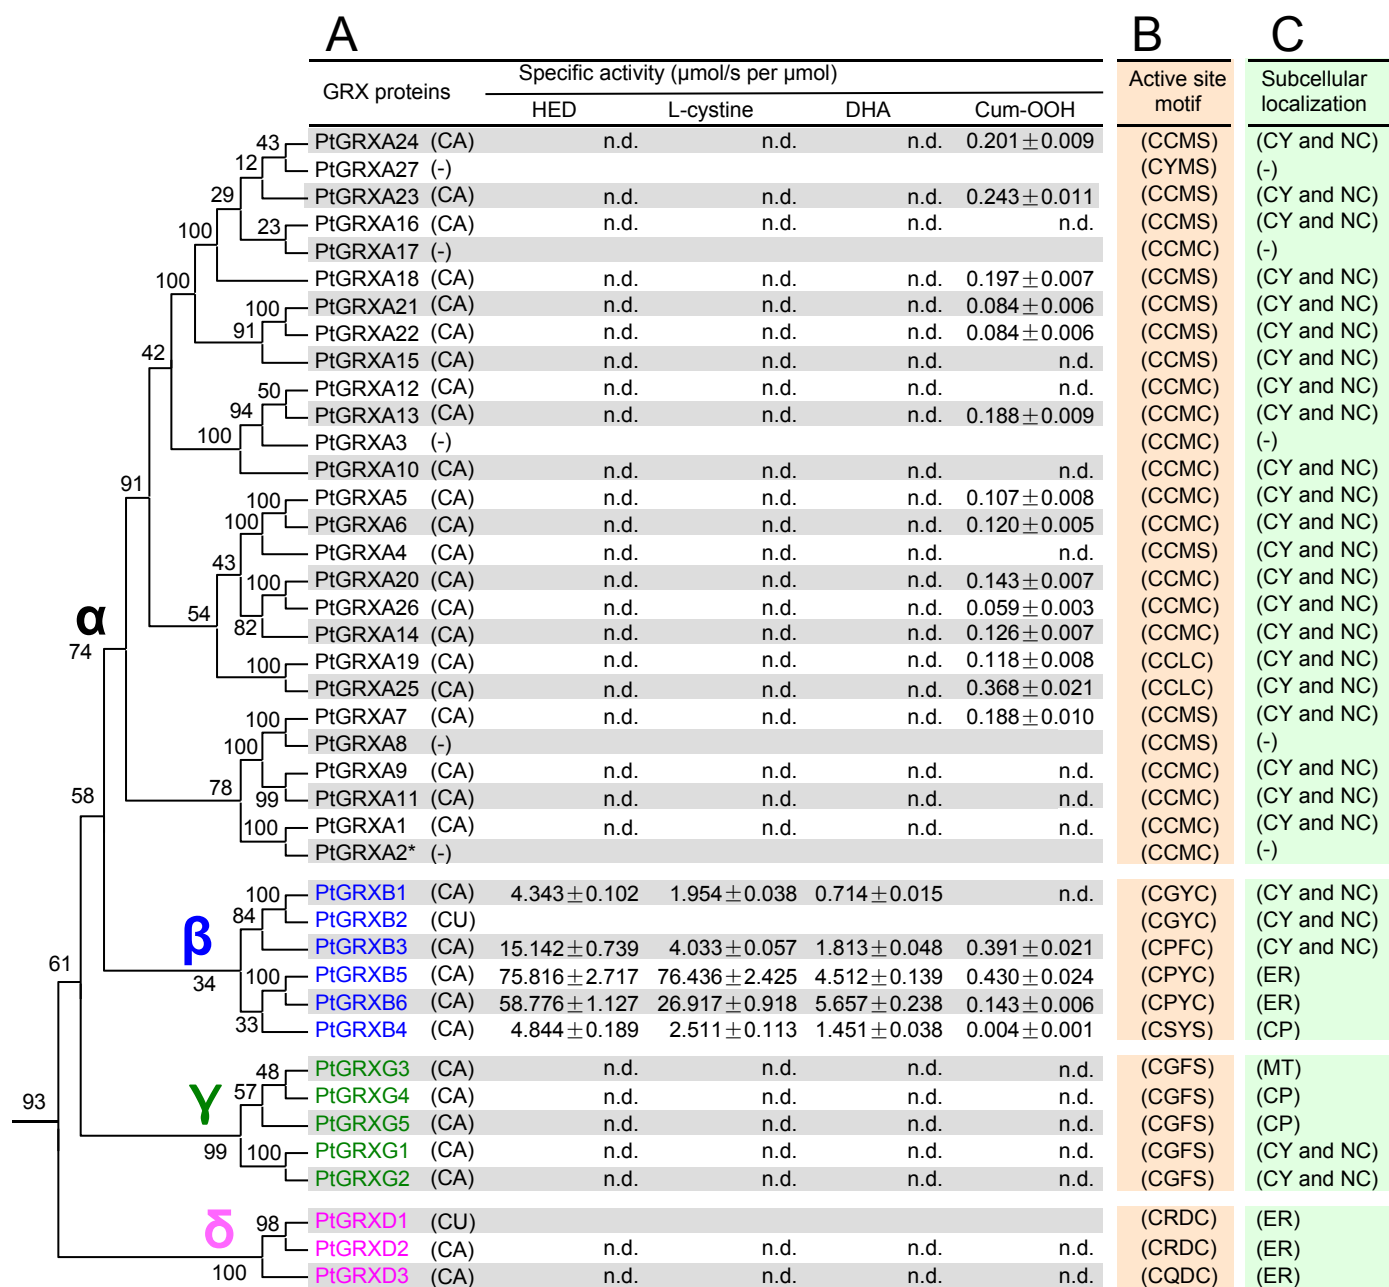 A B C
Specific activity (μmol/s per μmol)
GRX proteins
HED L-cystine DHA Cum-OOH
Active site motif
Subcellular localization
43 PtGRXA24 (CA) n.d. n.d. n.d. 0.201±0.009 (CCMS) (CY and NC)
12 PtGRXA27 (-) (CYMS) (-)
29 PtGRXA23 (CA) n.d. n.d. n.d. 0.243±0.011 (CCMS) (CY and NC)
100 23 PtGRXA16 (CA) n.d. n.d. n.d. n.d. (CCMS) (CY and NC)
PtGRXA17 (-) (CCMC) (-)
100 PtGRXA18 (CA) n.d. n.d. n.d. 0.197±0.007 (CCMS) (CY and NC)
100 PtGRXA21 (CA) n.d. n.d. n.d. 0.084±0.006 (CCMS) (CY and NC)
91 PtGRXA22 (CA) n.d. n.d. n.d. 0.084±0.006 (CCMS) (CY and NC)
42 PtGRXA15 (CA) n.d. n.d. n.d. n.d. (CCMS) (CY and NC)
50 PtGRXA12 (CA) n.d. n.d. n.d. n.d. (CCMC) (CY and NC)
94 PtGRXA13 (CA) n.d. n.d. n.d. 0.188±0.009 (CCMC) (CY and NC)
100 PtGRXA3 (-) (CCMC) (-)
PtGRXA10 (CA) n.d. n.d. n.d. n.d. (CCMC) (CY and NC)
91 100 PtGRXA5 (CA) n.d. n.d. n.d. 0.107±0.008 (CCMC) (CY and NC)
100 PtGRXA6 (CA) n.d. n.d. n.d. 0.120±0.005 (CCMC) (CY and NC)
43 PtGRXA4 (CA) n.d. n.d. n.d. n.d. (CCMS) (CY and NC)
100 PtGRXA20 (CA) n.d. n.d. n.d. 0.143±0.007 (CCMC) (CY and NC)
α 54 PtGRXA26 (CA) n.d. n.d. n.d. 0.059±0.003 (CCMC) (CY and NC)
82 PtGRXA14 (CA) n.d. n.d. n.d. 0.126±0.007 (CCMC) (CY and NC)
74 100 PtGRXA19 (CA) n.d. n.d. n.d. 0.118±0.008 (CCLC) (CY and NC)
PtGRXA25 (CA) n.d. n.d. n.d. 0.368±0.021 (CCLC) (CY and NC)
100 PtGRXA7 (CA) n.d. n.d. n.d. 0.188±0.010 (CCMS) (CY and NC)
100 PtGRXA8 (-) (CCMS) (-)
78 PtGRXA9 (CA) n.d. n.d. n.d. n.d. (CCMC) (CY and NC)
58 99 PtGRXA11 (CA) n.d. n.d. n.d. n.d. (CCMC) (CY and NC)
100 PtGRXA1 (CA) n.d. n.d. n.d. n.d. (CCMC) (CY and NC)
PtGRXA2* (-) (CCMC) (-)
100 PtGRXB1 (CA) 4.343±0.102 1.954±0.038 0.714±0.015 n.d. (CGYC) (CY and NC)
84 PtGRXB2 (CU) (CGYC) (CY and NC)
β PtGRXB3 (CA) 15.142±0.739 4.033±0.057 1.813±0.048 0.391±0.021 (CPFC) (CY and NC)
61 34 100 PtGRXB5 (CA) 75.816±2.717 76.436±2.425 4.512±0.139 0.430±0.024 (CPYC) (ER)
PtGRXB6 (CA) 58.776±1.127 26.917±0.918 5.657±0.238 0.143±0.006 (CPYC) (ER)
33 PtGRXB4 (CA) 4.844±0.189 2.511±0.113 1.451±0.038 0.004±0.001 (CSYS) (CP)
48 PtGRXG3 (CA) n.d. n.d. n.d. n.d. (CGFS) (MT)
93 γ 57 PtGRXG4 (CA) n.d. n.d. n.d. n.d. (CGFS) (CP)
PtGRXG5 (CA) n.d. n.d. n.d. n.d. (CGFS) (CP)
99 100 PtGRXG1 (CA) n.d. n.d. n.d. n.d. (CGFS) (CY and NC)
PtGRXG2 (CA) n.d. n.d. n.d. n.d. (CGFS) (CY and NC)
δ 98 PtGRXD1 (CU) (CRDC) (ER)
PtGRXD2 (CA) n.d. n.d. n.d. n.d. (CRDC) (ER)
100 PtGRXD3 (CA) n.d. n.d. n.d. n.d. (CQDC) (ER)